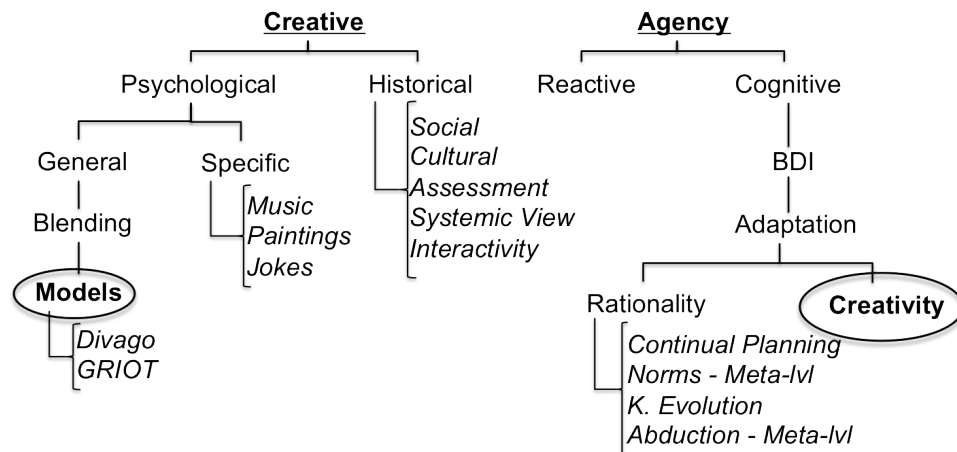 Creative
Agency
Psychological
Historical
Reactive
Cognitive
Social
Cultural
Assessment
Systemic View
Interactivity
General
Specific
BDI
Music
Paintings
Jokes
Blending
Adaptation
Models
Rationality
Creativity
Divago
GRIOT
Continual Planning
Norms - Meta-lvl
K. Evolution
Abduction - Meta-lvl